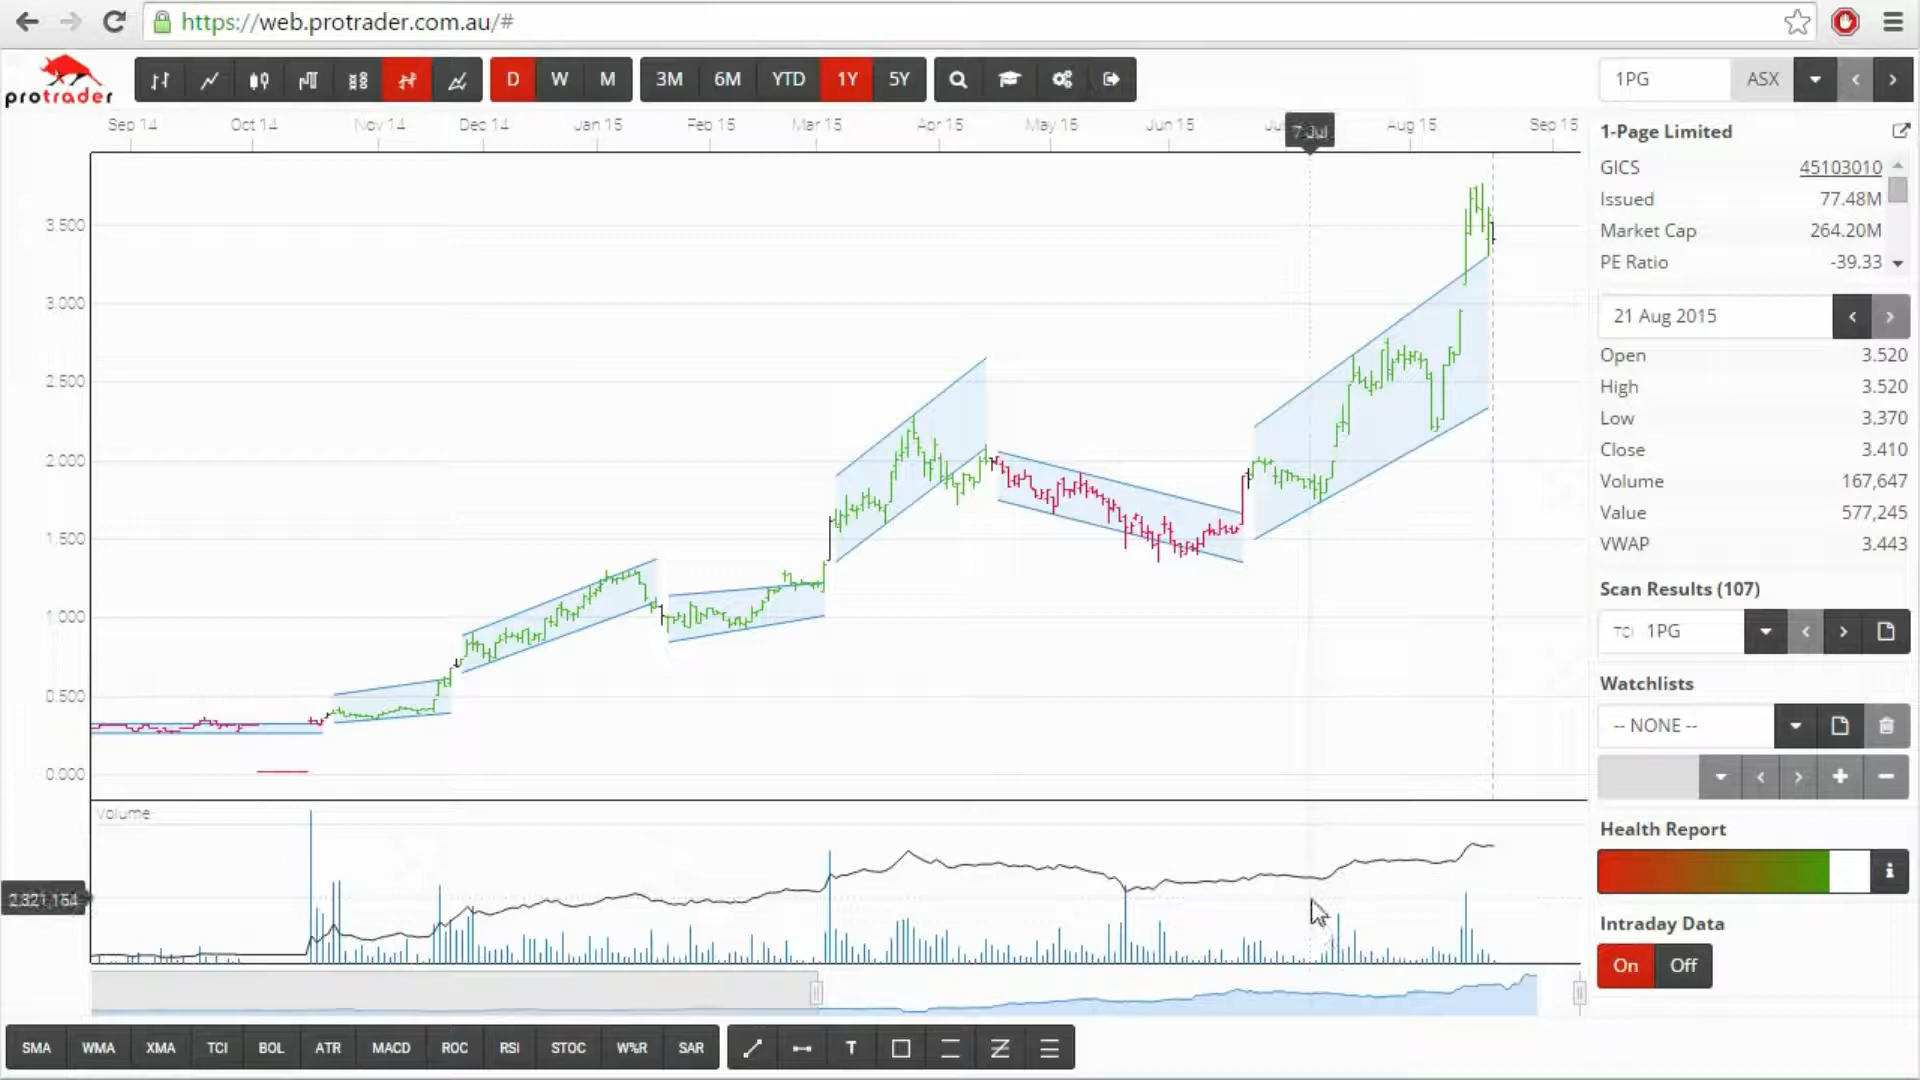 https://web.protrader.com.au/#
protrader
D W M 3M 6M YTD 1Y 5Y
1PG ASX
Sep 14 Oct 14 Nov 14 Dec 14 Jan 15 Feb 15 Mar 15 Apr 15 May 15 Jun 15 7 Jul Aug 15 Sep 15
3.500
3.000
2.500
2.000
1.500
1.000
0.500
0.000
Volume
1-Page Limited
GICS 45103010
Issued 77.48M
Market Cap 264.20M
PE Ratio -39.33
21 Aug 2015
Open 3.520
High 3.520
Low 3.370
Close 3.410
Volume 167,647
Value 577,245
VWAP 3.443
Scan Results (107)
TCI 1PG
Watchlists
-- NONE --
Health Report
Intraday Data
On Off
SMA WMA XMA TCI BOL ATR MACD ROC RSI STOC W%R SAR T